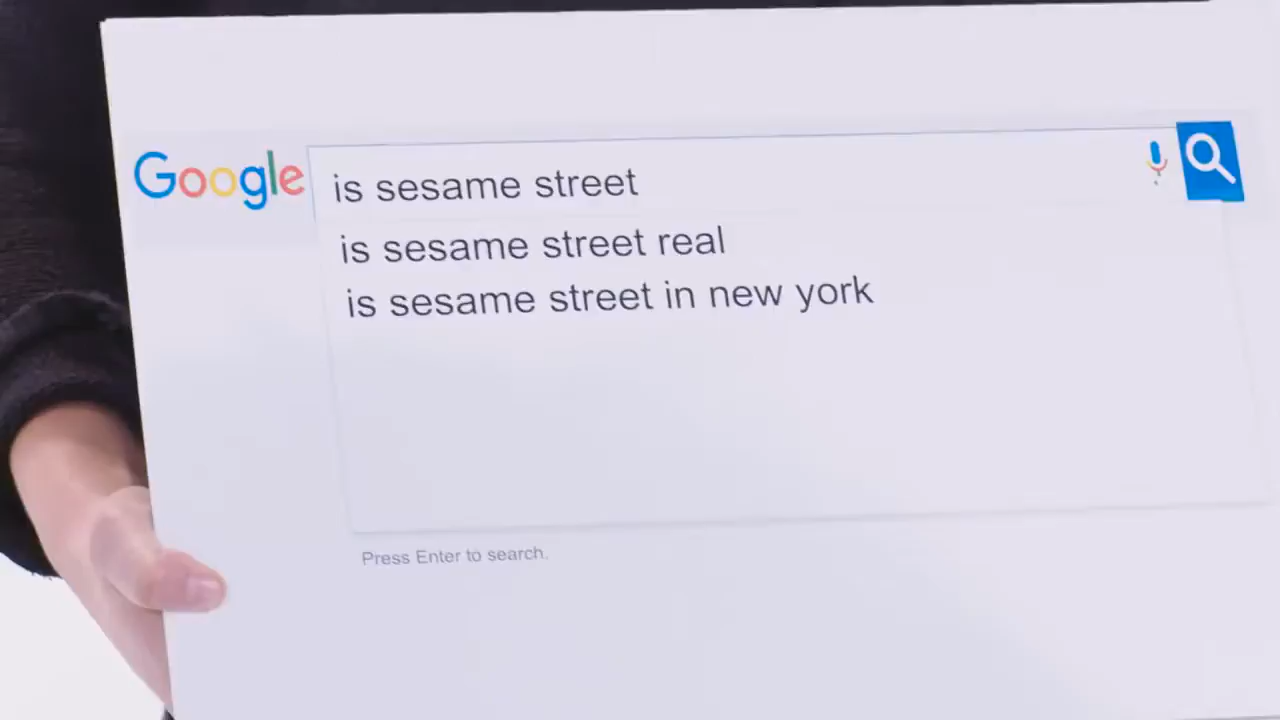 Google
is sesame street
is sesame street real
is sesame street in new york
Press Enter to search.